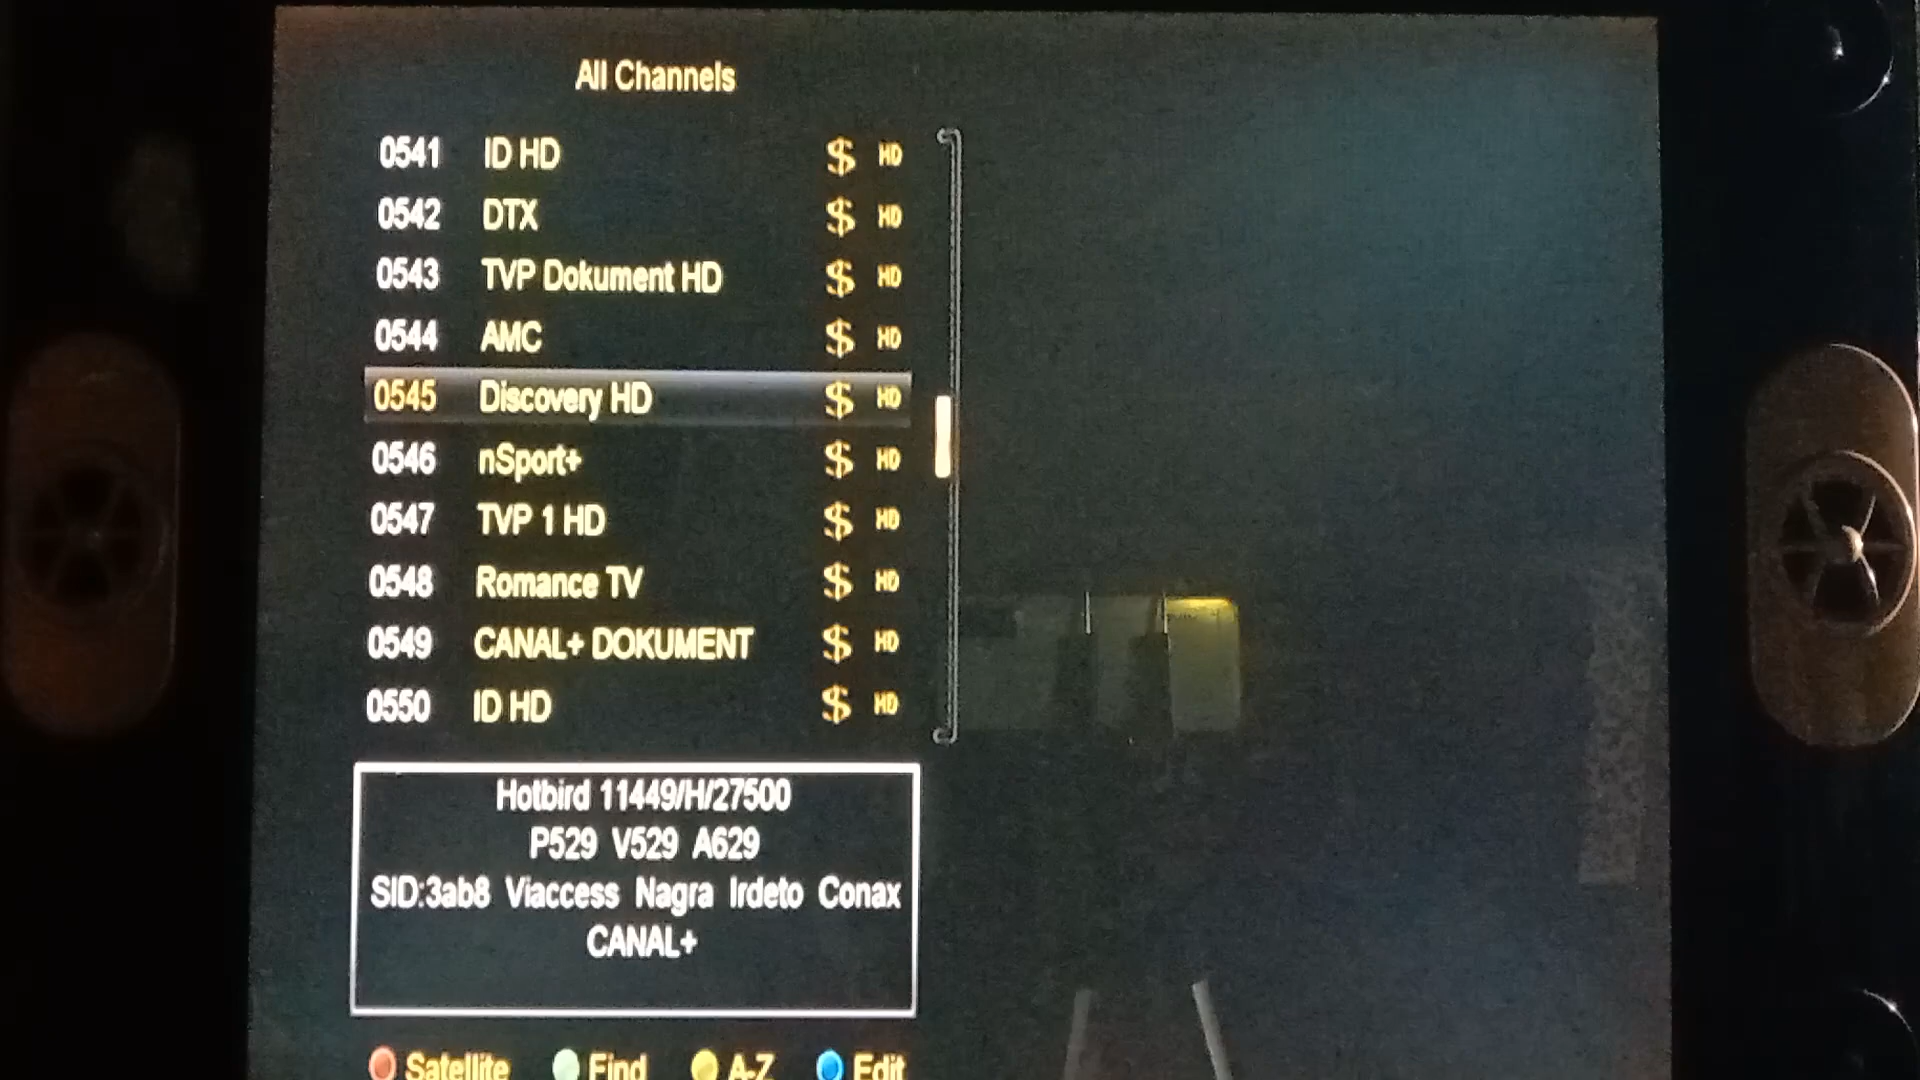 All Channels
0541 ID HD $ HD
0542 DTX $ HD
0543 TVP Dokument HD $ HD
0544 AMC $ HD
0545 Discovery HD $ HD
0546 nSport+ $ HD
0547 TVP 1 HD $ HD
0548 Romance TV $ HD
0549 CANAL+ DOKUMENT $ HD
0550 ID HD $ HD
Hotbird 11449/H/27500
P529 V529 A629
SID:3ab8 Viaccess Nagra Irdeto Conax
CANAL+
Satellite Find A-Z Edit